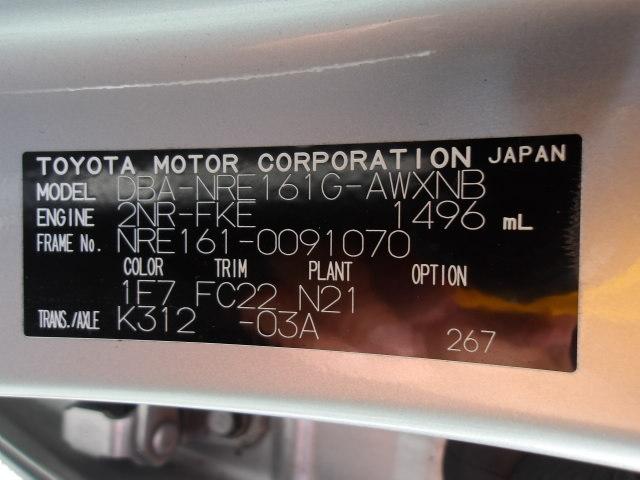 TOYOTA MOTOR CORPORATION JAPAN
MODEL DBA-NRE161G-AWXNB
ENGINE 2NR-FKE 1496 mL
FRAME No. NRE161-0091070
COLOR TRIM PLANT OPTION
1F7 FC22 N21
TRANS./AXLE K312 -03A 267